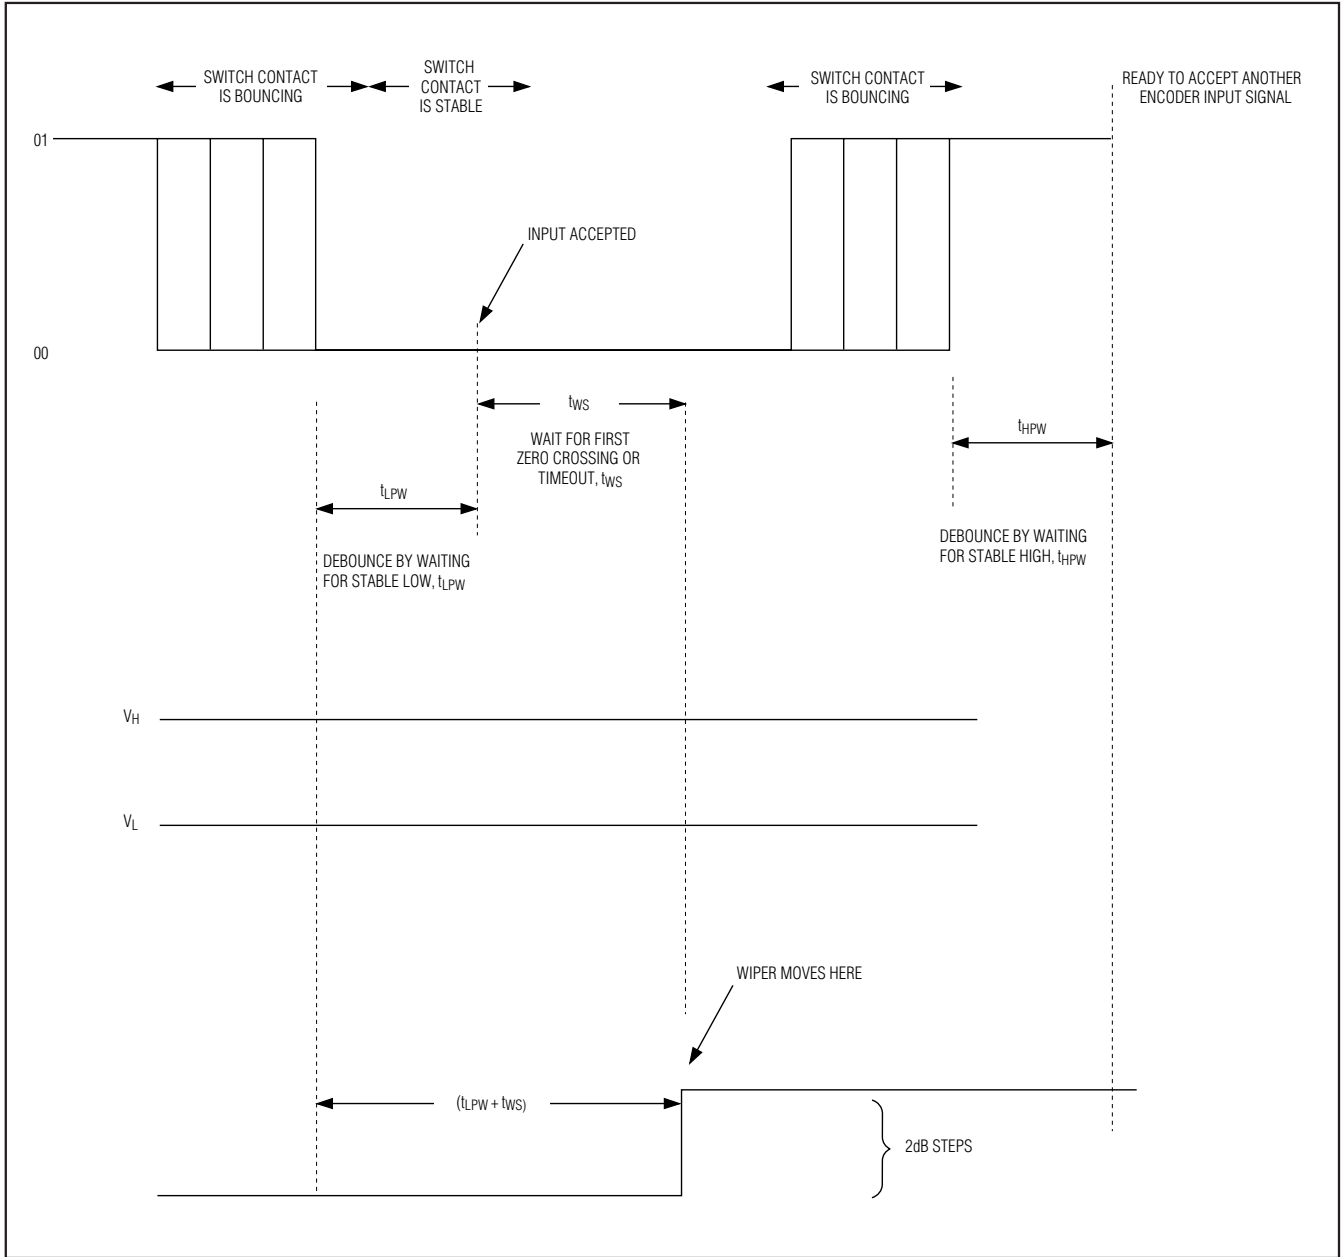 SWITCH CONTACT
IS BOUNCING
SWITCH
CONTACT
IS STABLE
SWITCH CONTACT
IS BOUNCING
READY TO ACCEPT ANOTHER
ENCODER INPUT SIGNAL
01
INPUT ACCEPTED
00
tWS
WAIT FOR FIRST
ZERO CROSSING OR
TIMEOUT, tWS
tHPW
tLPW
DEBOUNCE BY WAITING
FOR STABLE HIGH, tHPW
DEBOUNCE BY WAITING
FOR STABLE LOW, tLPW
VH
VL
WIPER MOVES HERE
(tLPW + tWS)
2dB STEPS